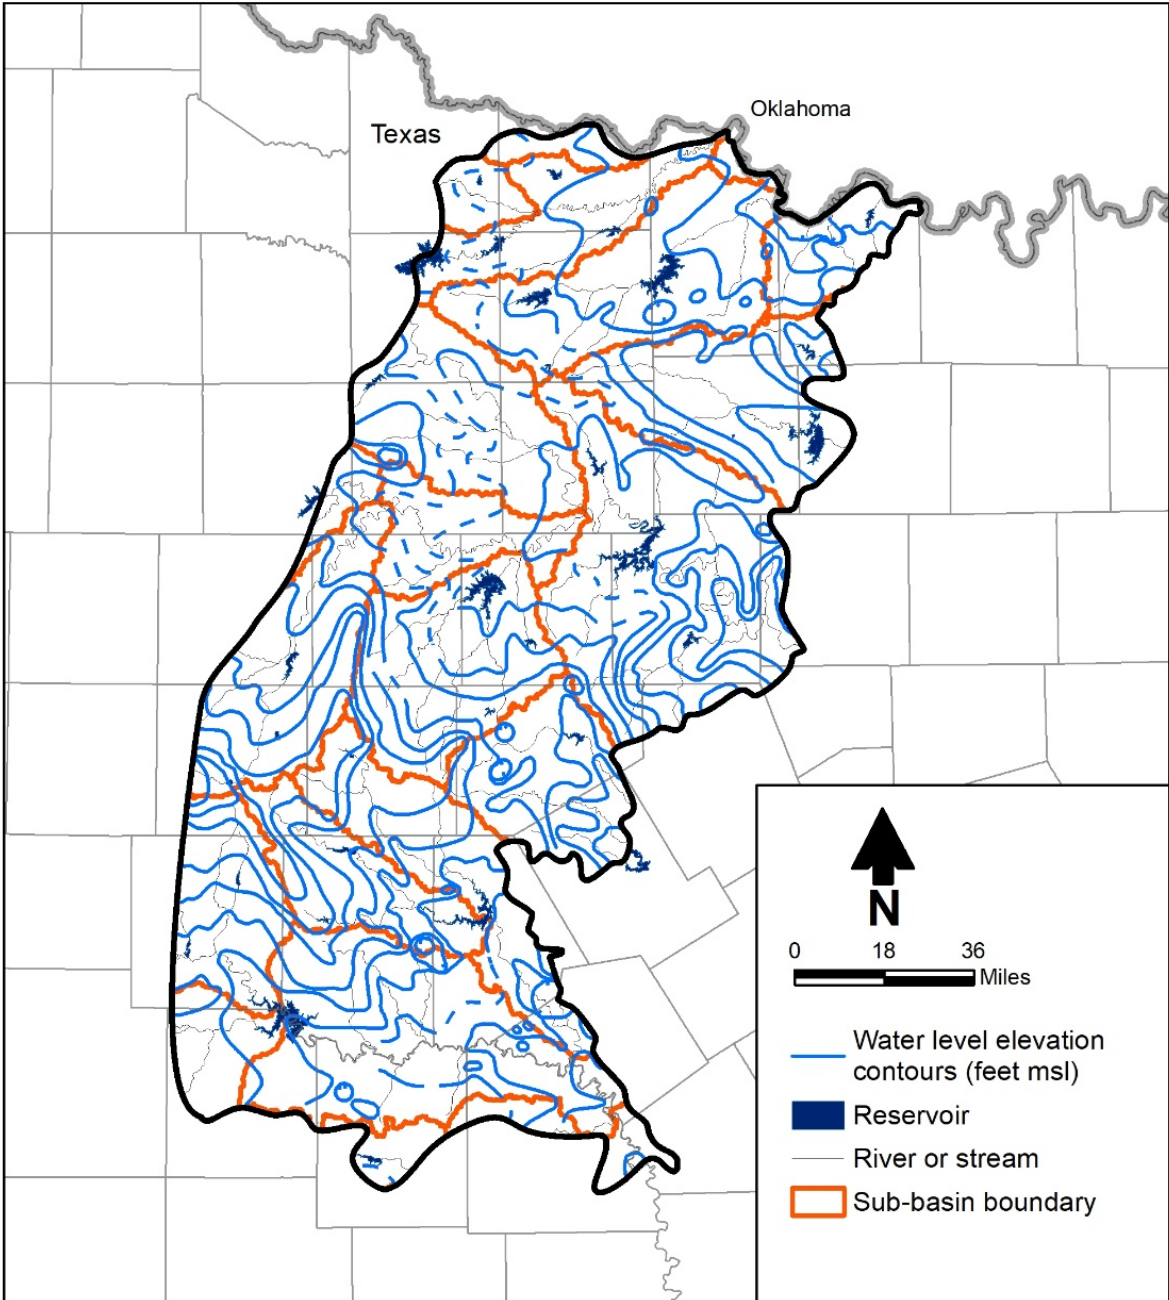 Oklahoma
Texas
N
0 18 36
Miles
Water level elevation
contours (feet msl)
Reservoir
River or stream
Sub-basin boundary